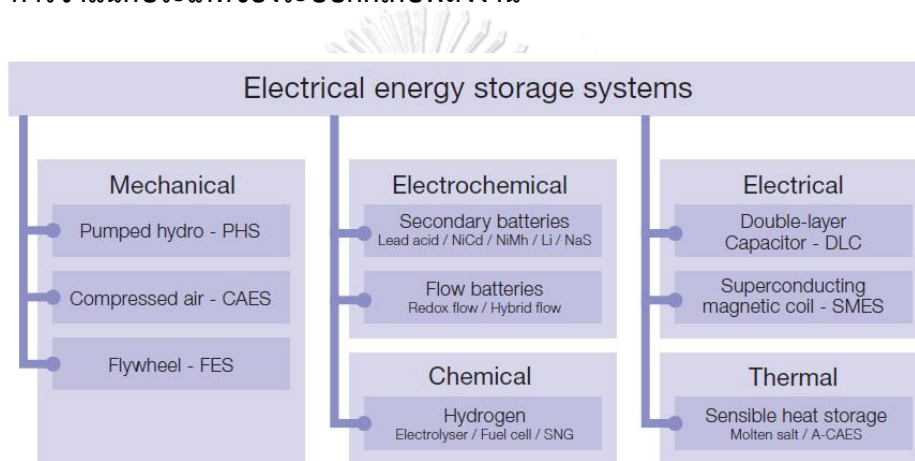 Electrical energy storage systems
Mechanical
Pumped hydro - PHS
Compressed air - CAES
Flywheel - FES
Electrochemical
Secondary batteries
Lead acid / NiCd / NiMh / Li / NaS
Flow batteries
Redox flow / Hybrid flow
Chemical
Hydrogen
Electrolyser / Fuel cell / SNG
Electrical
Double-layer
Capacitor - DLC
Superconducting
magnetic coil - SMES
Thermal
Sensible heat storage
Molten salt / A-CAES